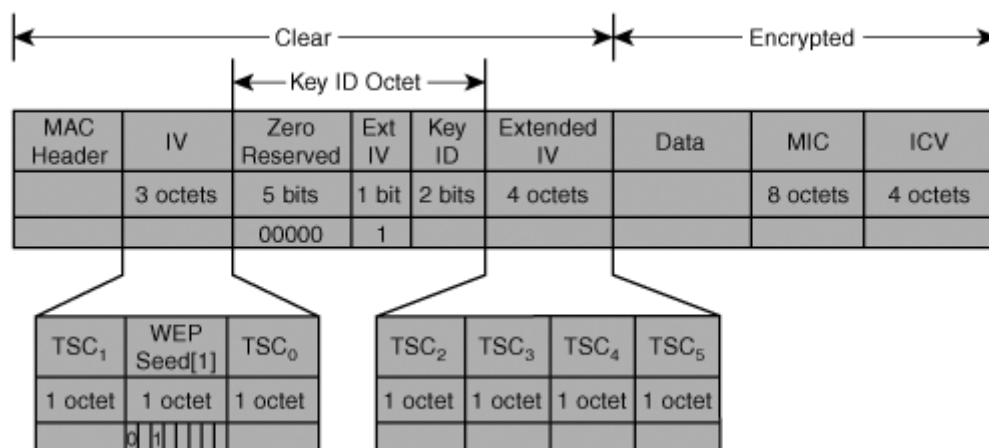 Clear Encrypted
Key ID Octet
MAC Header IV Zero Reserved Ext IV Key ID Extended IV Data MIC ICV
3 octets 5 bits 1 bit 2 bits 4 octets 8 octets 4 octets
00000 1
TSC₁ WEP Seed[1] TSC₀ TSC₂ TSC₃ TSC₄ TSC₅
1 octet 1 octet 1 octet 1 octet 1 octet 1 octet 1 octet
0 1